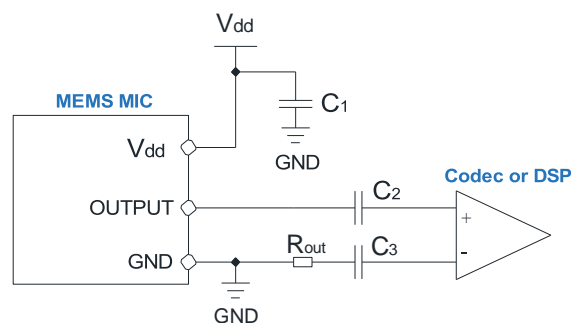 Vdd
MEMS MIC
C1
Vdd
GND
Codec or DSP
C2
OUTPUT
+
Rout
C3
-
GND
GND